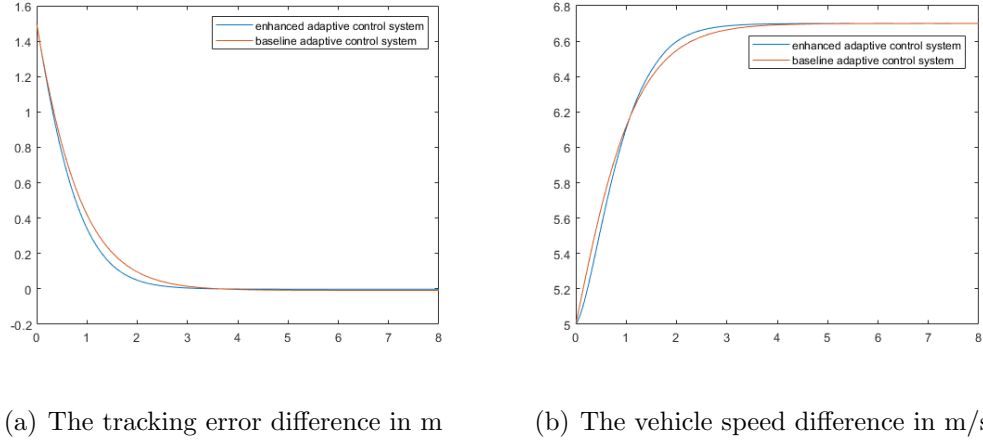 1.6
1.4
1.2
1
0.8
0.6
0.4
0.2
0
-0.2
0 1 2 3 4 5 6 7 8
enhanced adaptive control system
baseline adaptive control system
6.8
6.6
6.4
6.2
6
5.8
5.6
5.4
5.2
5
0 1 2 3 4 5 6 7 8
enhanced adaptive control system
baseline adaptive control system
(a) The tracking error difference in m
(b) The vehicle speed difference in m/s